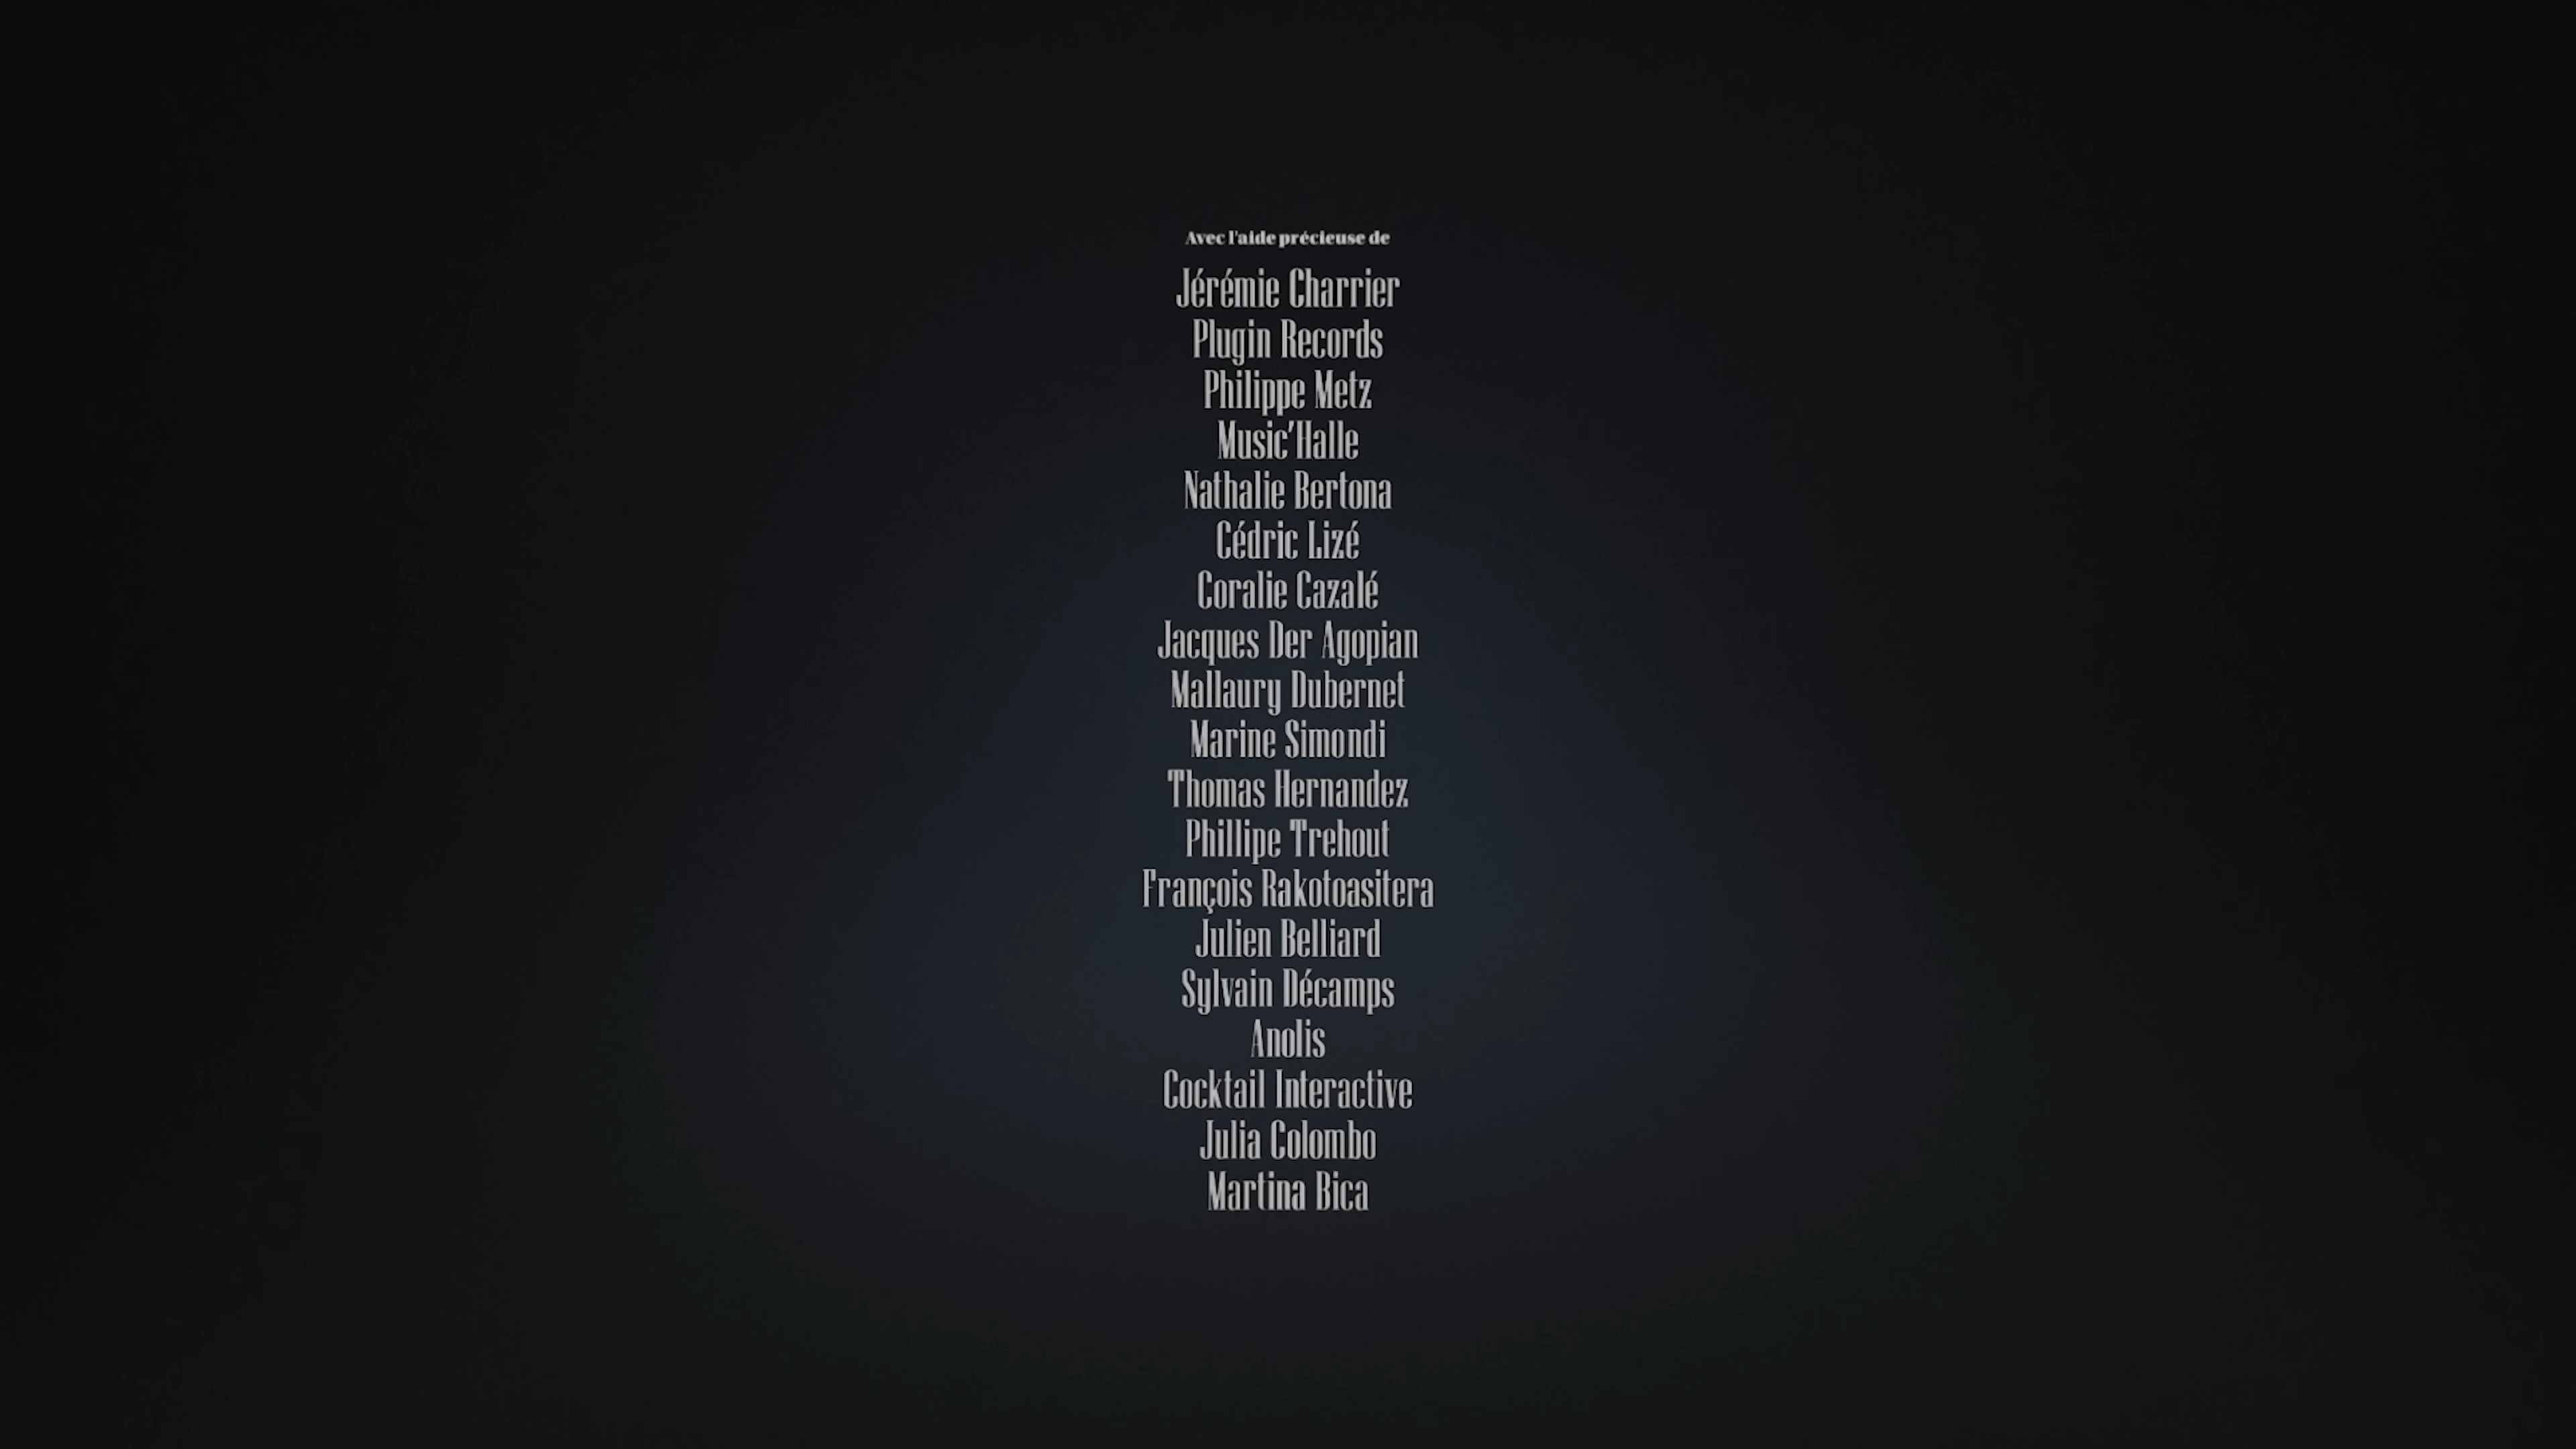 Avec l'aide précieuse de
Jérémie Charrier
Plugin Records
Philippe Metz
Music'Halle
Nathalie Bertona
Cédric Lizé
Coralie Cazalé
Jacques Der Agopian
Mallaury Dubernet
Marine Simondi
Thomas Hernandez
Phillipe Trehout
François Rakotoasitera
Julien Belliard
Sylvain Décamps
Anolis
Cocktail Interactive
Julia Colombo
Martina Bica